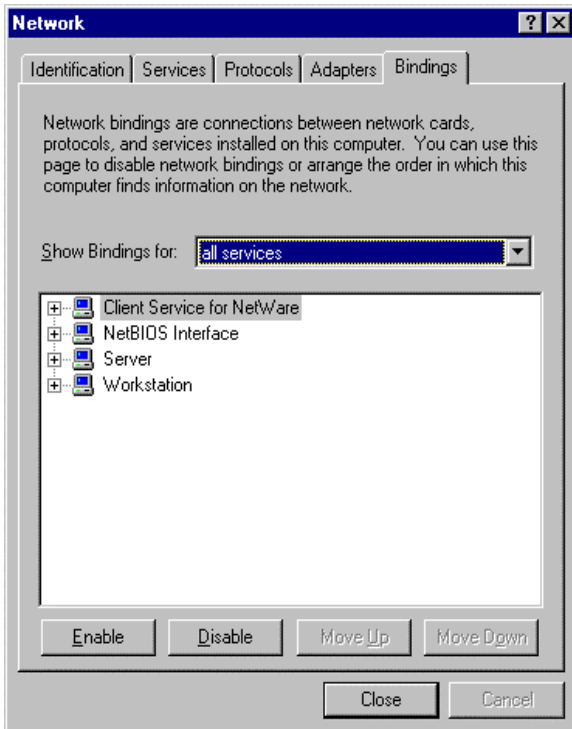 Network
Identification Services Protocols Adapters Bindings
Network bindings are connections between network cards,
protocols, and services installed on this computer.  You can use this
page to disable network bindings or arrange the order in which this
computer finds information on the network.
Show Bindings for: all services
Client Service for NetWare
NetBIOS Interface
Server
Workstation
Enable Disable Move Up Move Down
Close Cancel